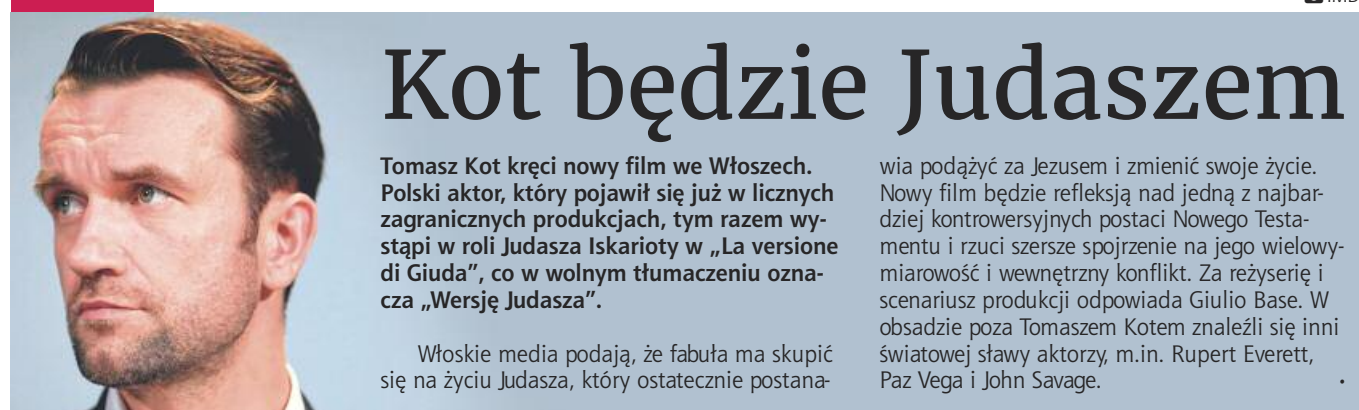 Kot będzie Judaszem
Tomasz Kot kręci nowy film we Włoszech.
Polski aktor, który pojawił się już w licznych
zagranicznych produkcjach, tym razem wy-
stąpi w roli Judasza Iskarioty w „La versione
di Giuda”, co w wolnym tłumaczeniu ozna-
cza „Wersję Judasza”.
Włoskie media podają, że fabuła ma skupić
się na życiu Judasza, który ostatecznie postana-
wia podążyć za Jezusem i zmienić swoje życie.
Nowy film będzie refleksją nad jedną z najbar-
dziej kontrowersyjnych postaci Nowego Testa-
mentu i rzuci szersze spojrzenie na jego wielowy-
miarowość i wewnętrzny konflikt. Za reżyserię i
scenariusz produkcji odpowiada Giulio Base. W
obsadzie poza Tomaszem Kotem znaleźli się inni
światowej sławy aktorzy, m.in. Rupert Everett,
Paz Vega i John Savage.